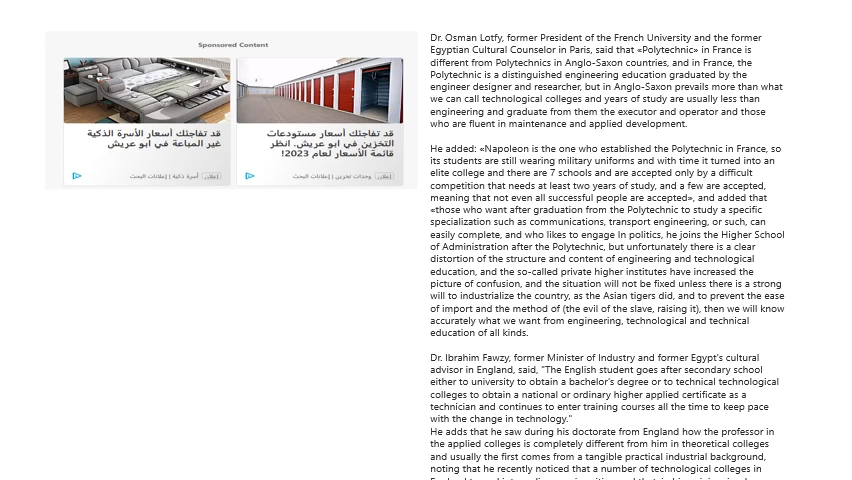 Sponsored Content
قد تفاجئك أسعار الأسرة الذكية
غير المباعة في ابو عريش
أسرة ذكية | إعلانات البحث
قد تفاجئك أسعار مستودعات
التخزين في ابو عريش. انظر
قائمة الأسعار لعام 2023!
وحدات تخزين | إعلانات البحث
Dr. Osman Lotfy, former President of the French University and the former
Egyptian Cultural Counselor in Paris, said that «Polytechnic» in France is
different from Polytechnics in Anglo-Saxon countries, and in France, the
Polytechnic is a distinguished engineering education graduated by the
engineer designer and researcher, but in Anglo-Saxon prevails more than what
we can call technological colleges and years of study are usually less than
engineering and graduate from them the executor and operator and those
who are fluent in maintenance and applied development.
He added: «Napoleon is the one who established the Polytechnic in France, so
its students are still wearing military uniforms and with time it turned into an
elite college and there are 7 schools and are accepted only by a difficult
competition that needs at least two years of study, and a few are accepted,
meaning that not even all successful people are accepted», and added that
«those who want after graduation from the Polytechnic to study a specific
specialization such as communications, transport engineering, or such, can
easily complete, and who likes to engage In politics, he joins the Higher School
of Administration after the Polytechnic, but unfortunately there is a clear
distortion of the structure and content of engineering and technological
education, and the so-called private higher institutes have increased the
picture of confusion, and the situation will not be fixed unless there is a strong
will to industrialize the country, as the Asian tigers did, and to prevent the ease
of import and the method of (the evil of the slave, raising it), then we will know
accurately what we want from engineering, technological and technical
education of all kinds.
Dr. Ibrahim Fawzy, former Minister of Industry and former Egypt's cultural
advisor in England, said, "The English student goes after secondary school
either to university to obtain a bachelor's degree or to technical technological
colleges to obtain a national or ordinary higher applied certificate as a
technician and continues to enter training courses all the time to keep pace
with the change in technology."
He adds that he saw during his doctorate from England how the professor in
the applied colleges is completely different from him in theoretical colleges
and usually the first comes from a tangible practical industrial background,
noting that he recently noticed that a number of technological colleges in